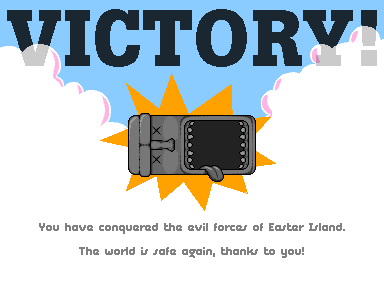 VICTORY!
You have conquered the evil forces of Easter Island.
The world is safe again, thanks to you!